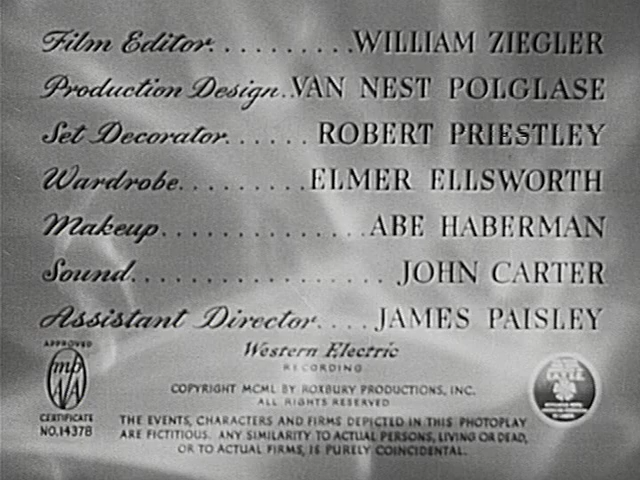 Film Editor..........WILLIAM ZIEGLER
Production Design..VAN NEST POLGLASE
Set Decorator......ROBERT PRIESTLEY
Wardrobe.........ELMER ELLSWORTH
Makeup...............ABE HABERMAN
Sound..................JOHN CARTER
Assistant Director....JAMES PAISLEY
APPROVED
MPAA
CERTIFICATE
NO.14378
Western Electric
RECORDING
COPYRIGHT MCML BY ROXBURY PRODUCTIONS, INC.
ALL RIGHTS RESERVED
THE EVENTS, CHARACTERS AND FIRMS DEPICTED IN THIS PHOTOPLAY
ARE FICTITIOUS. ANY SIMILARITY TO ACTUAL PERSONS, LIVING OR DEAD,
OR TO ACTUAL FIRMS, IS PURELY COINCIDENTAL.